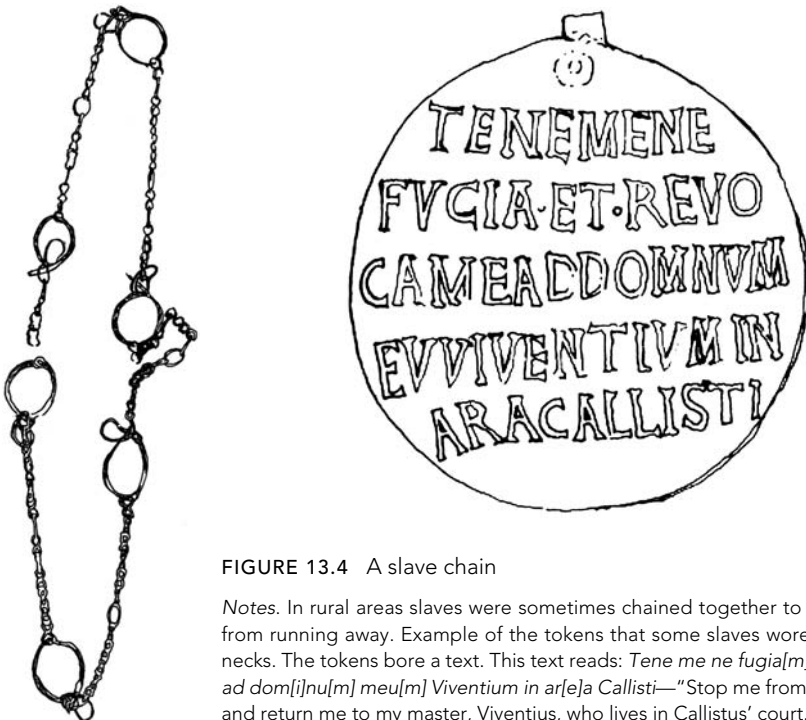 TENEMENE
FVGIA·ET·REVO
CAMEADDOMNVM
EVVIVENTIVM IN
ARACALLISTI
FIGURE 13.4 A slave chain
Notes. In rural areas slaves were sometimes chained together to
from running away. Example of the tokens that some slaves wore
necks. The tokens bore a text. This text reads: Tene me ne fugia[m]
ad dom[i]nu[m] meu[m] Viventium in ar[e]a Callisti—“Stop me from
and return me to my master, Viventius, who lives in Callistus’ court.